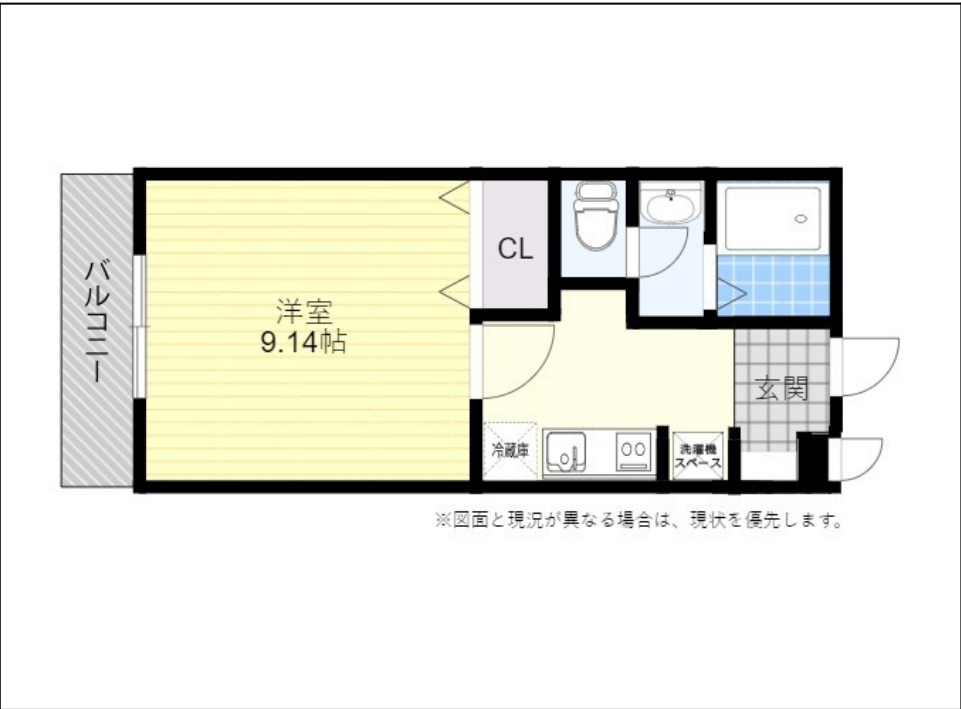 バルコニー
洋室
9.14帖
CL
玄関
冷蔵庫
洗濯機
スペース
※図面と現況が異なる場合は、現状を優先します。